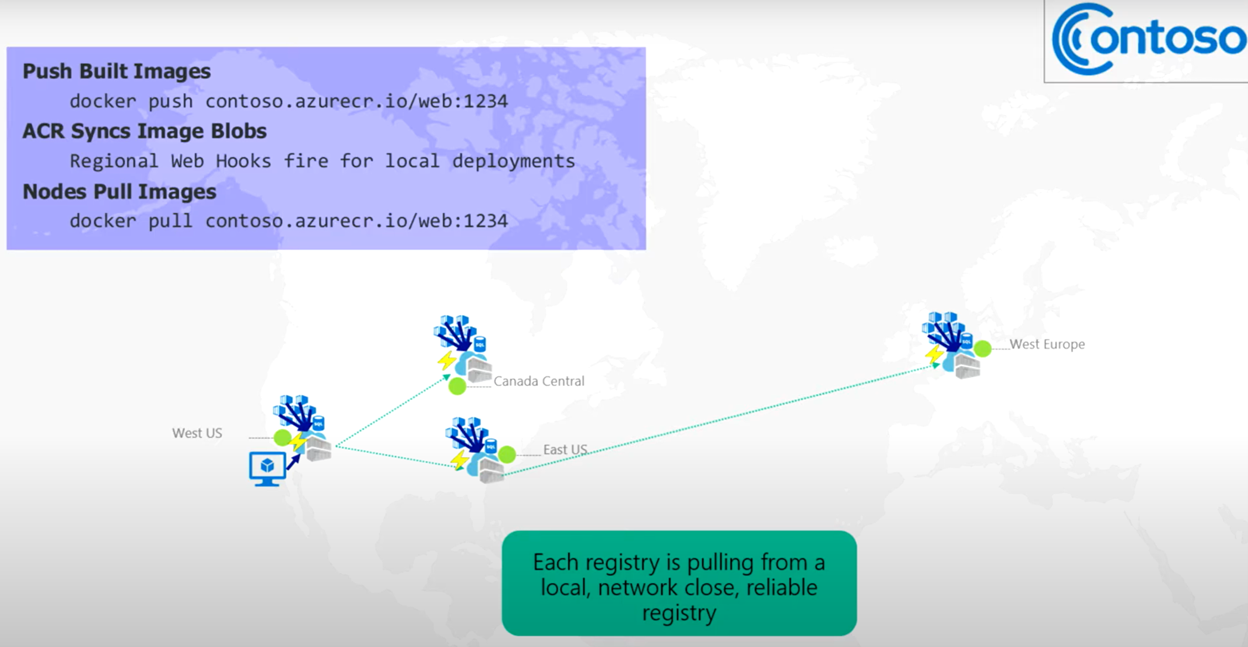 Contoso
Push Built Images
docker push contoso.azurecr.io/web:1234
ACR Syncs Image Blobs
Regional Web Hooks fire for local deployments
Nodes Pull Images
docker pull contoso.azurecr.io/web:1234
West Europe
Canada Central
West US
East US
Each registry is pulling from a
local, network close, reliable
registry